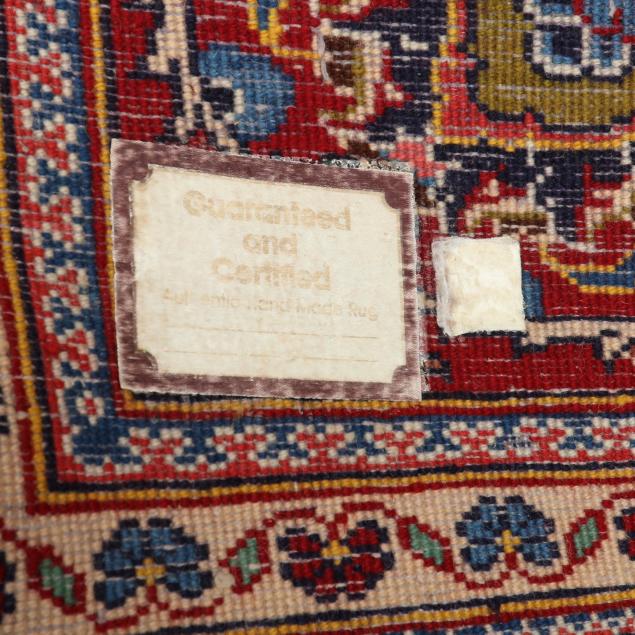 Guaranteed
and
Certified
Authentic Hand Made Rug